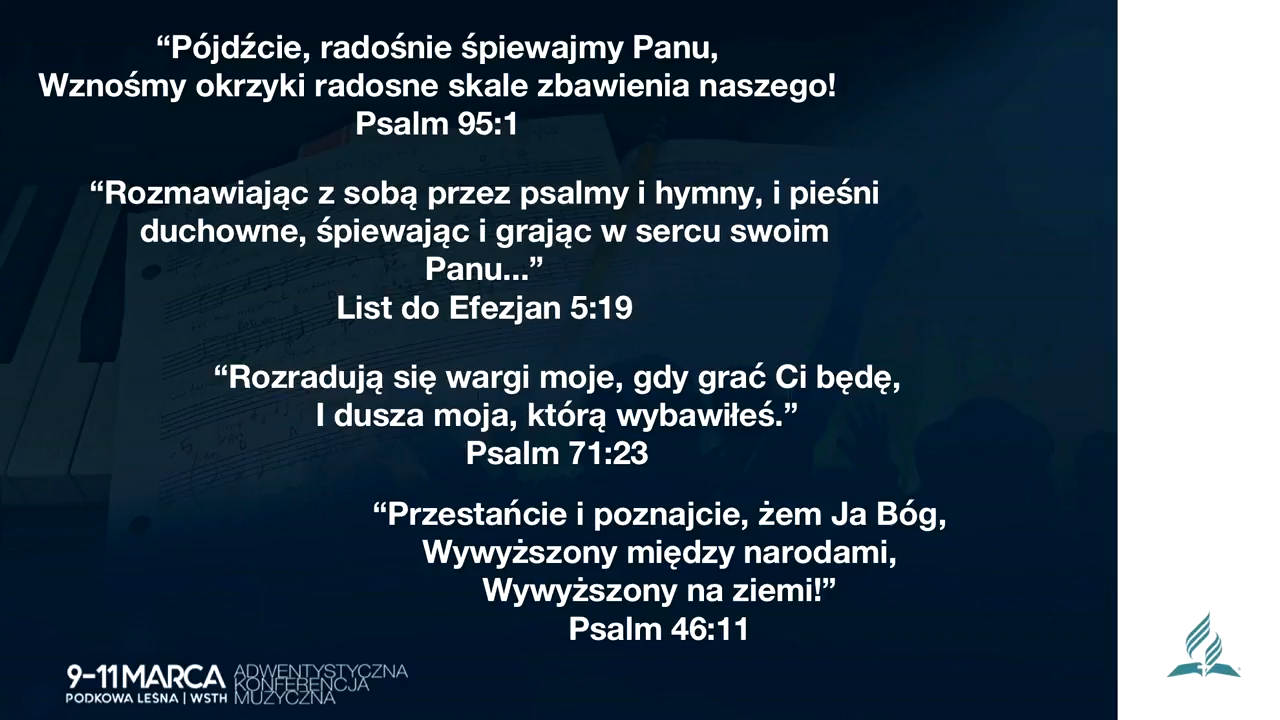 “Pójdźcie, radośnie śpiewajmy Panu,
Wznośmy okrzyki radosne skale zbawienia naszego!
Psalm 95:1
“Rozmawiając z sobą przez psalmy i hymny, i pieśni
duchowne, śpiewając i grając w sercu swoim
Panu...”
List do Efezjan 5:19
“Rozradują się wargi moje, gdy grać Ci będę,
I dusza moja, którą wybawiłeś.”
Psalm 71:23
“Przestańcie i poznajcie, żem Ja Bóg,
Wywyższony między narodami,
Wywyższony na ziemi!”
Psalm 46:11
9-11 MARCA
PODKOWA LEŚNA | WSTH
ADWENTYSTYCZNA
KONFERENCJA
MUZYCZNA